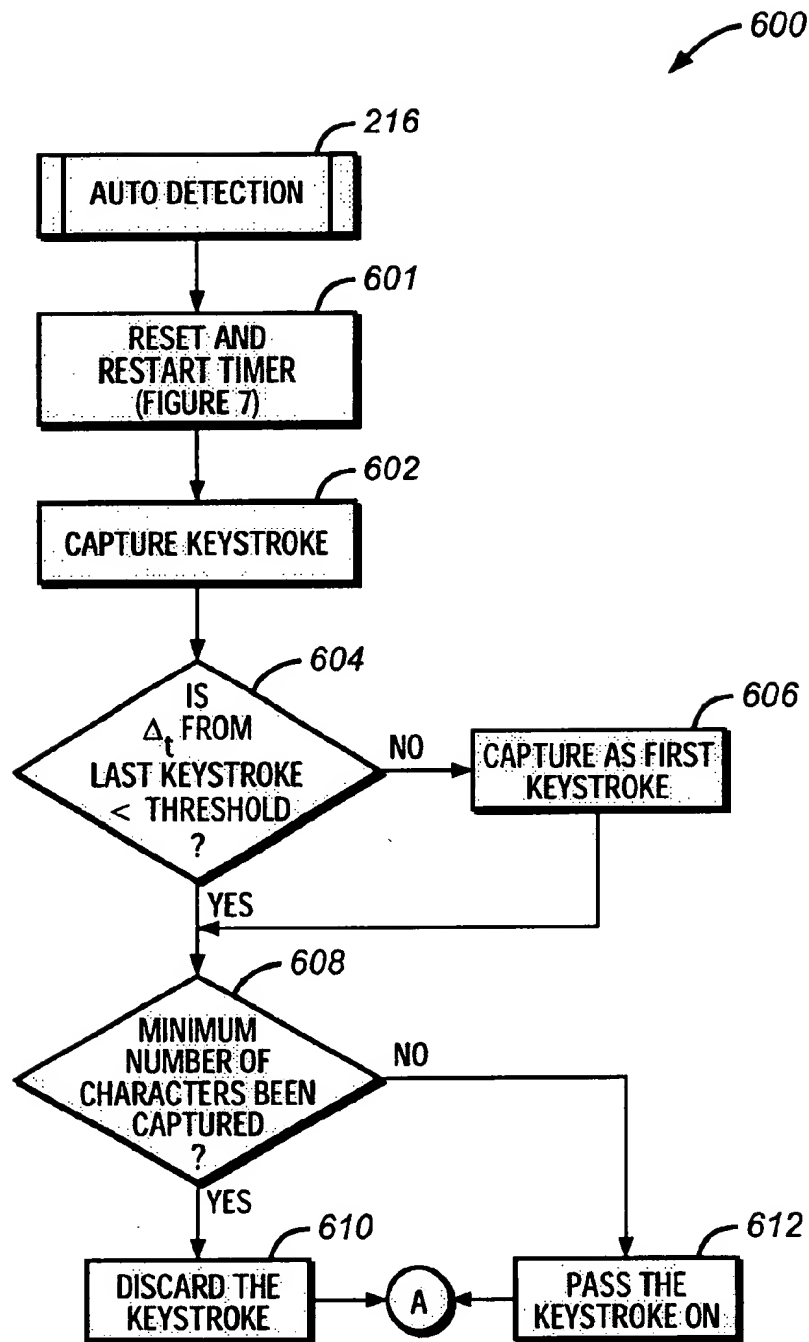 600
216
AUTO DETECTION
601
RESET AND
RESTART TIMER
(FIGURE 7)
602
CAPTURE KEYSTROKE
604
IS
Δt FROM
LAST KEYSTROKE
< THRESHOLD
?
NO
606
CAPTURE AS FIRST
KEYSTROKE
YES
608
MINIMUM
NUMBER OF
CHARACTERS BEEN
CAPTURED
?
NO
YES
610
DISCARD THE
KEYSTROKE
A
612
PASS THE
KEYSTROKE ON